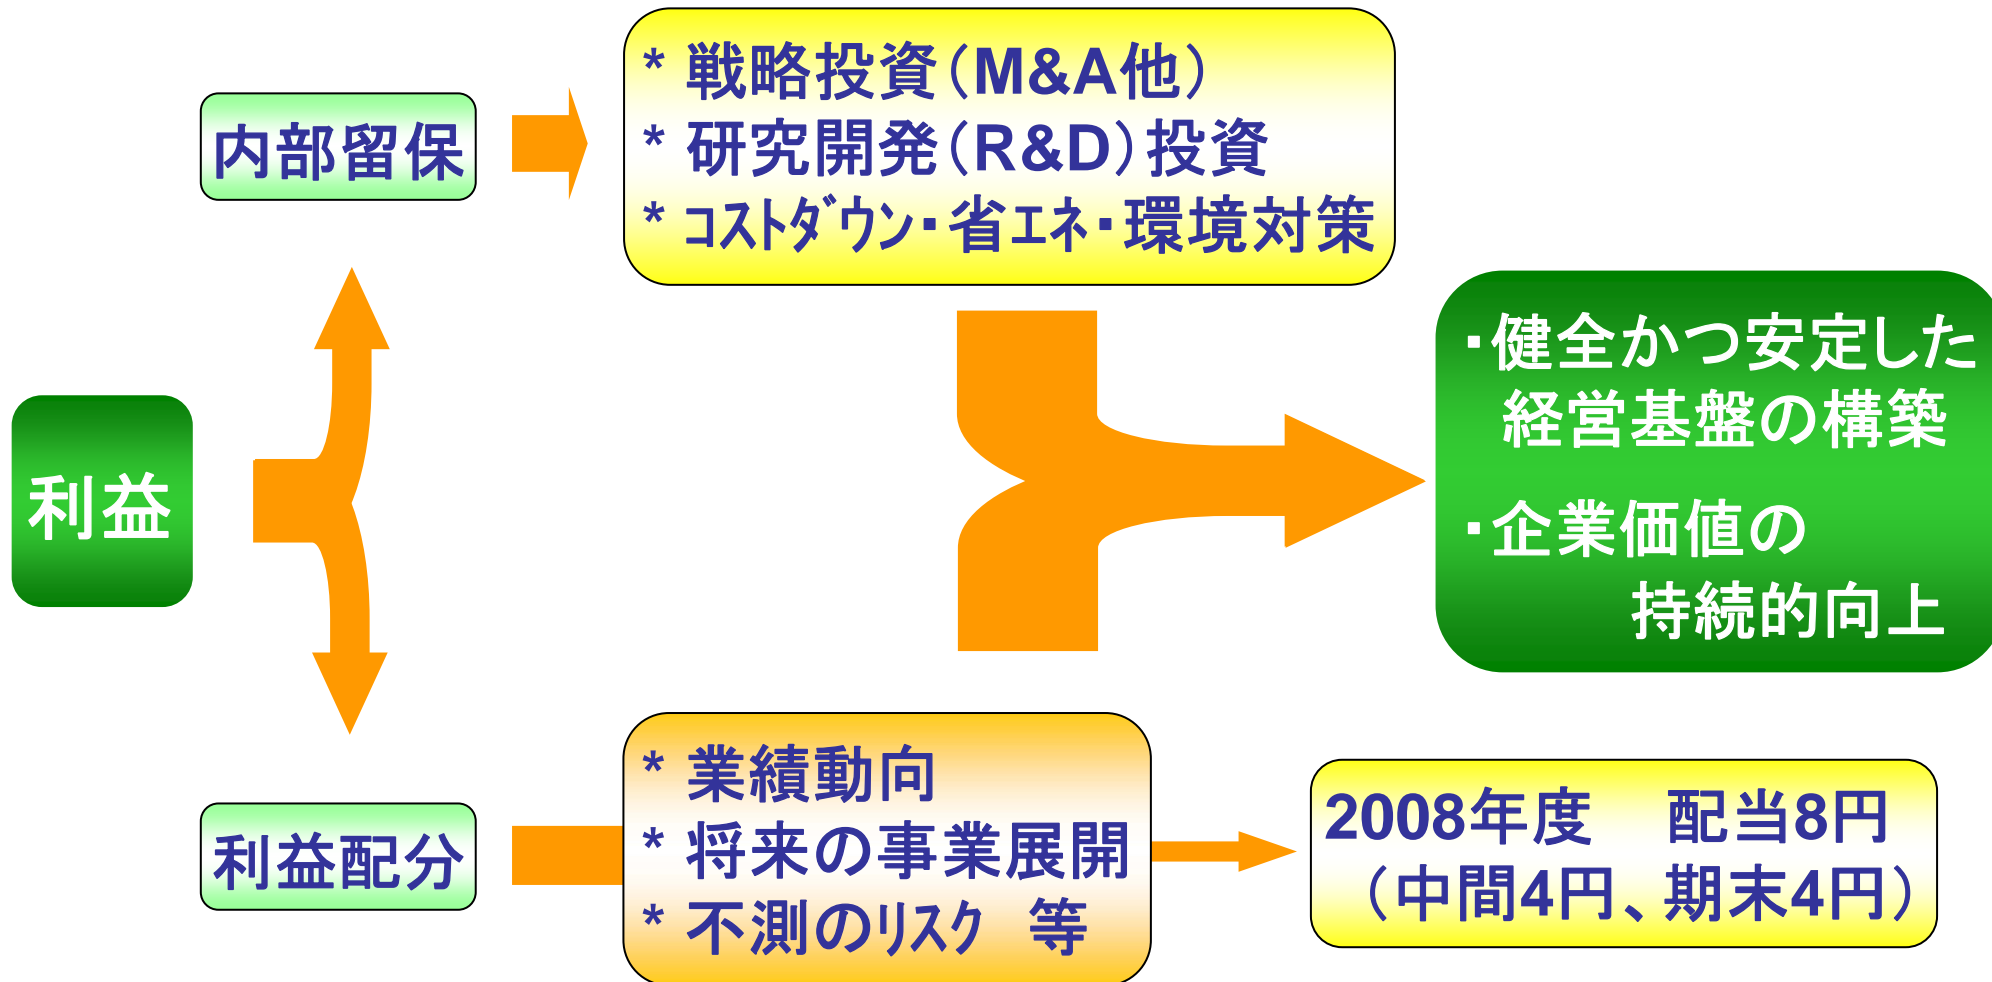 利益
内部留保
* 戦略投資（M&A他）
* 研究開発（R&D）投資
* ｺｽﾄﾀﾞｳﾝ・省ｴﾈ・環境対策
・健全かつ安定した
経営基盤の構築
・企業価値の
持続的向上
利益配分
* 業績動向
* 将来の事業展開
* 不測のﾘｽｸ　等
2008年度　配当8円
（中間4円、期末4円）